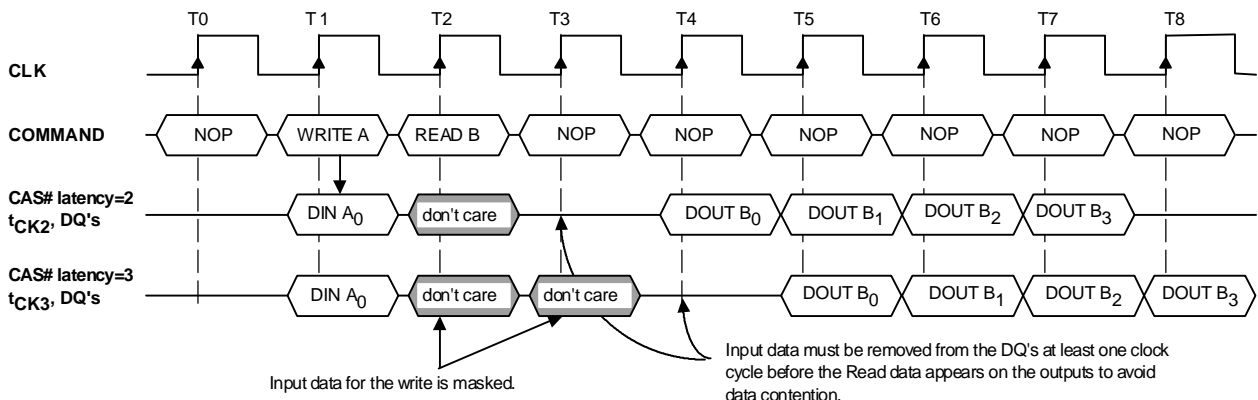 T0 T1 T2 T3 T4 T5 T6 T7 T8
CLK
COMMAND NOP WRITE A READ B NOP NOP NOP NOP NOP NOP
CAS# latency=2
tCK2, DQ's DIN A0 don't care DOUT B0 DOUT B1 DOUT B2 DOUT B3
CAS# latency=3
tCK3, DQ's DIN A0 don't care don't care DOUT B0 DOUT B1 DOUT B2 DOUT B3
Input data for the write is masked.
Input data must be removed from the DQ's at least one clock
cycle before the Read data appears on the outputs to avoid
data contention.